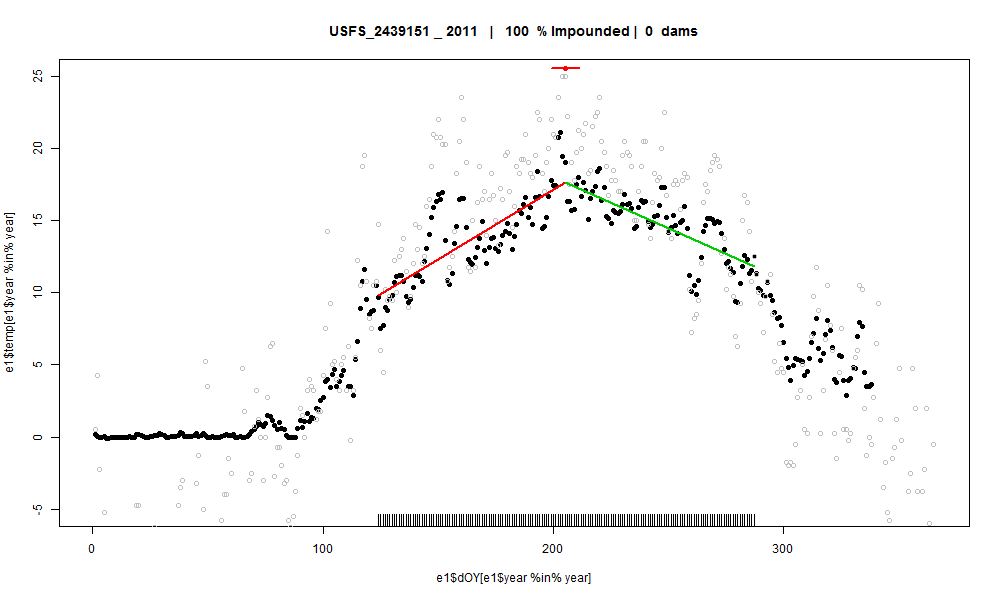 USFS_2439151 _ 2011 | 100 % Impounded | 0 dams
25
20
15
10
5
0
-5
e1$temp[e1$year %in% year]
0 100 200 300
e1$dOY[e1$year %in% year]